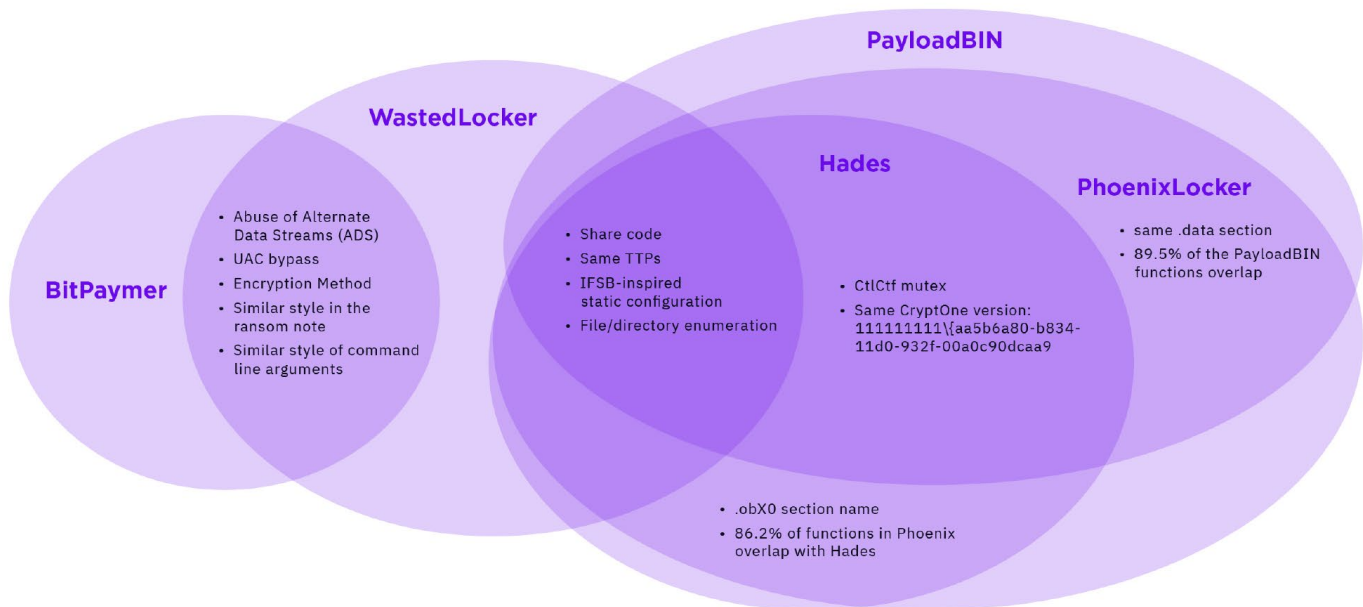 PayloadBIN
WastedLocker
Hades
PhoenixLocker
BitPaymer
• Abuse of Alternate
Data Streams (ADS)
• UAC bypass
• Encryption Method
• Similar style in the
ransom note
• Similar style of command
line arguments
• Share code
• Same TTPs
• IFSB-inspired
static configuration
• File/directory enumeration
• CtlCtf mutex
• Same CryptOne version:
111111111\{aa5b6a80-b834-
11d0-932f-00a0c90dcaa9
• same .data section
• 89.5% of the PayloadBIN
functions overlap
• .obX0 section name
• 86.2% of functions in Phoenix
overlap with Hades